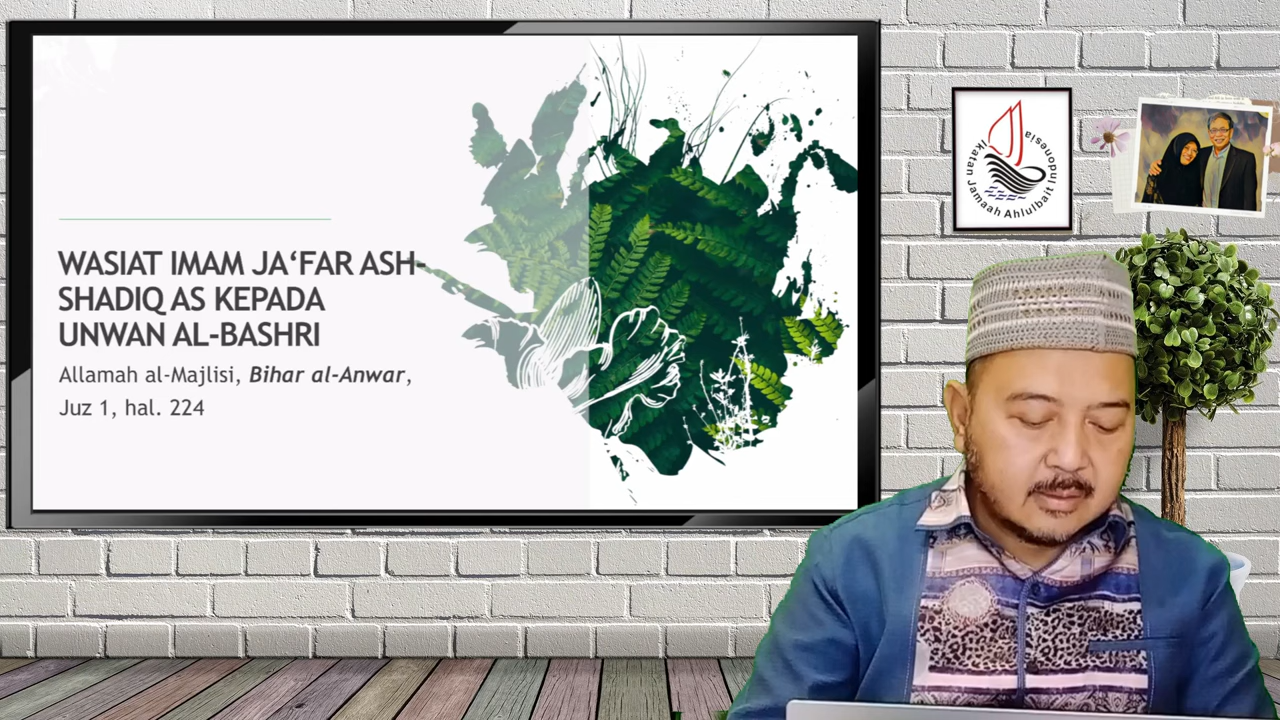 WASIAT IMAM JA‘FAR ASH-
SHADIQ AS KEPADA
UNWAN AL-BASHRI
Allamah al-Majlisi, Bihar al-Anwar,
Juz 1, hal. 224
Ikatan Jamaah Ahlulbait Indonesia